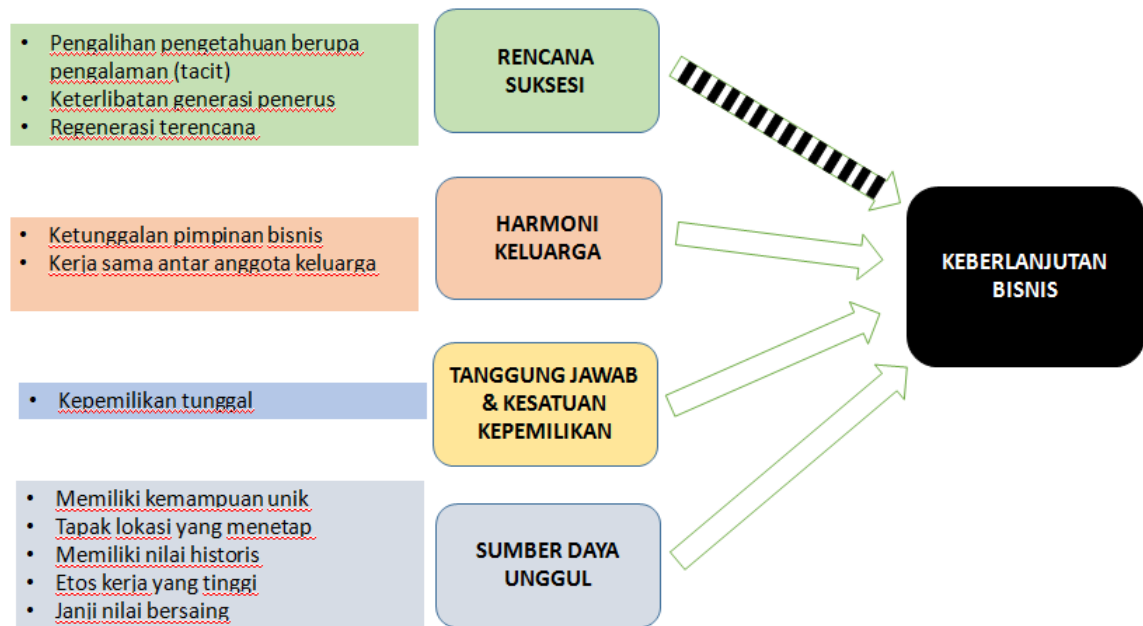 • Pengalihan pengetahuan berupa
pengalaman (tacit)
• Keterlibatan generasi penerus
• Regenerasi terencana
RENCANA
SUKSESI
• Ketunggalan pimpinan bisnis
• Kerja sama antar anggota keluarga
HARMONI
KELUARGA
KEBERLANJUTAN
BISNIS
• Kepemilikan tunggal
TANGGUNG JAWAB
& KESATUAN
KEPEMILIKAN
• Memiliki kemampuan unik
• Tapak lokasi yang menetap
• Memiliki nilai historis
• Etos kerja yang tinggi
• Janji nilai bersaing
SUMBER DAYA
UNGGUL